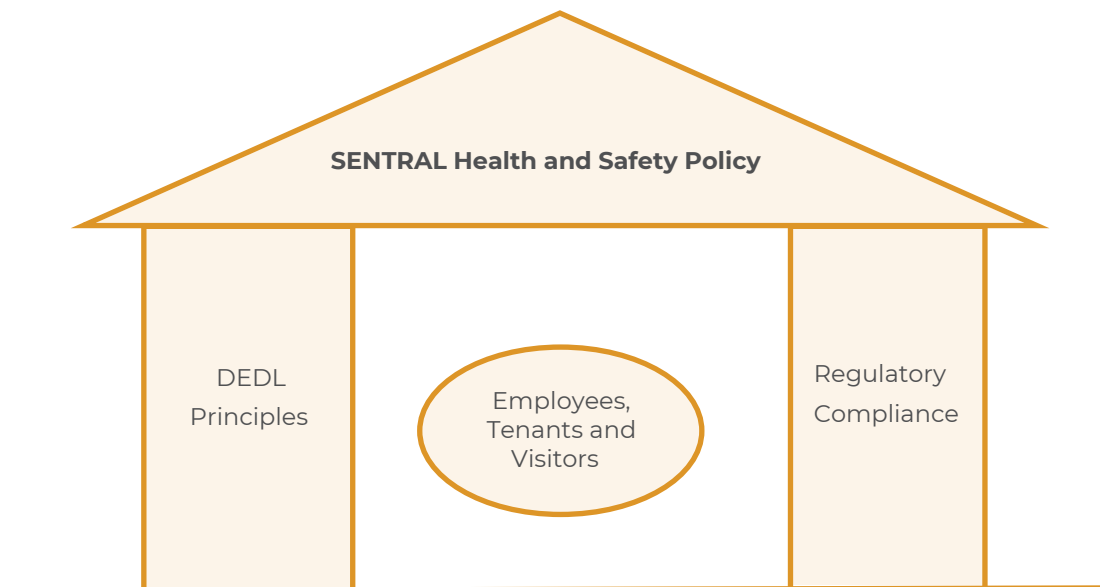 SENTRAL Health and Safety Policy
DEDL
Principles
Employees,
Tenants and
Visitors
Regulatory
Compliance